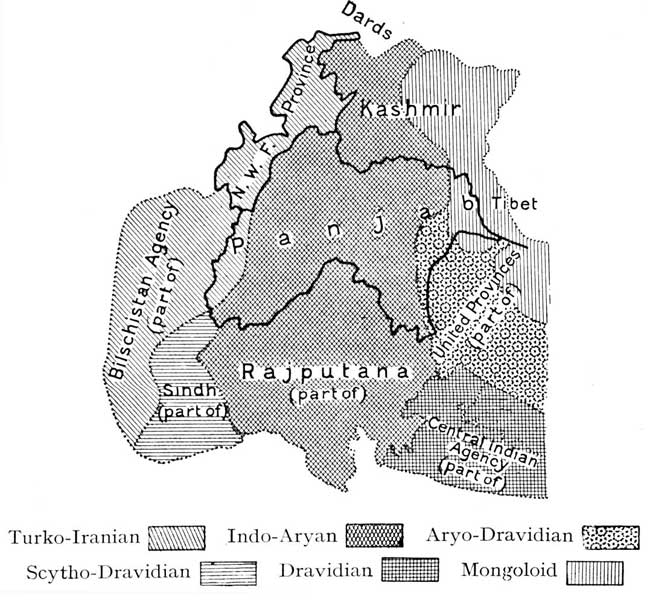 Dards
Province
N. W. F.
Kashmir
Panjab
Tibet
Bilschistan Agency
(part of)
United Provinces
(part of)
Rajputana
(part of)
Sindh
(part of)
Central Indian
Agency
(part of)
Turko-Iranian Indo-Aryan Aryo-Dravidian
Scytho-Dravidian Dravidian Mongoloid